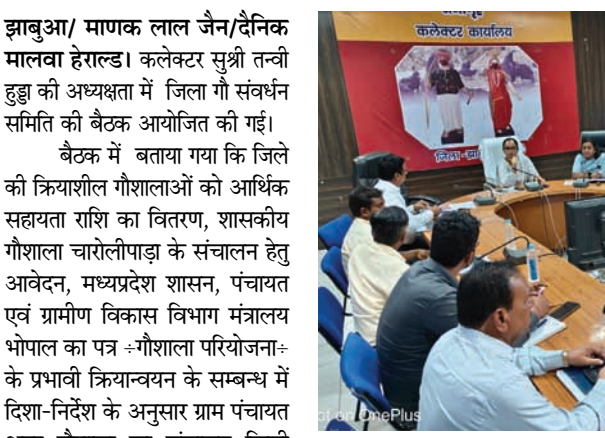 झाबुआ/ माणक लाल जैन/दैनिक
मालवा हेराल्ड। कलेक्टर सुश्री तन्वी
हुड्डा की अध्यक्षता में जिला गौ संवर्धन
समिति की बैठक आयोजित की गई।
बैठक में बताया गया कि जिले
की क्रियाशील गौशालाओं को आर्थिक
सहायता राशि का वितरण, शासकीय
गौशाला चारोलीपाड़ा के संचालन हेतु
आवेदन, मध्यप्रदेश शासन, पंचायत
एवं ग्रामीण विकास विभाग मंत्रालय
भोपाल का पत्र ÷गौशाला परियोजना÷
के प्रभावी क्रियान्वयन के सम्बन्ध में
दिशा-निर्देश के अनुसार ग्राम पंचायत
कलेक्टर कार्यालय
जिला-झा
ot on OnePlus